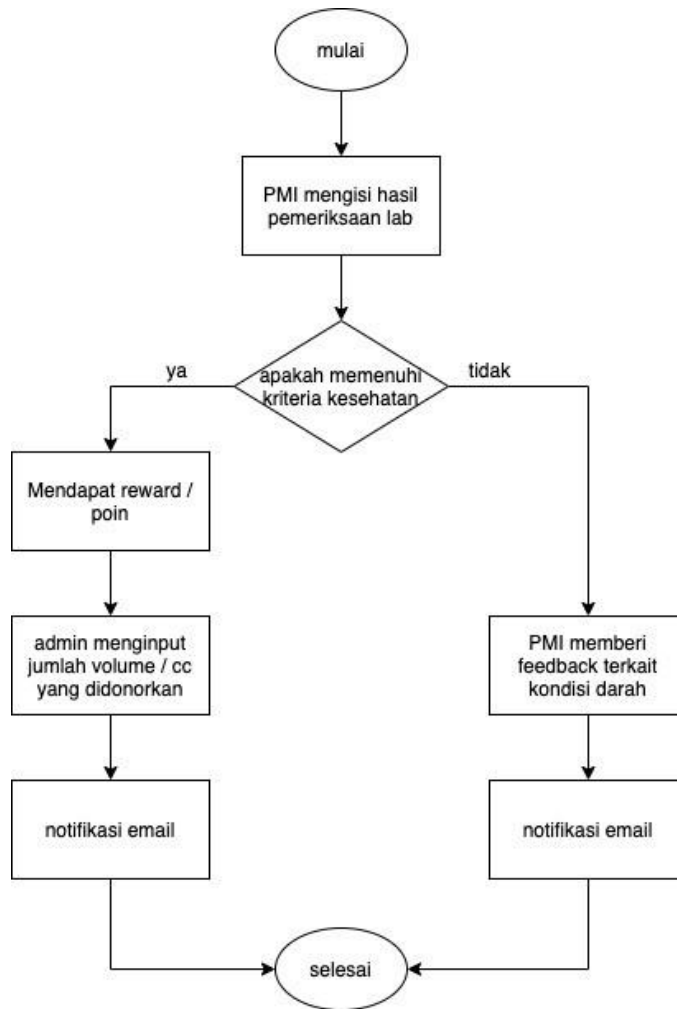 mulai
PMI mengisi hasil
pemeriksaan lab
ya
apakah memenuhi
kriteria kesehatan
tidak
Mendapat reward /
poin
admin menginput
jumlah volume / cc
yang didonorkan
PMI memberi
feedback terkait
kondisi darah
notifikasi email
notifikasi email
selesai